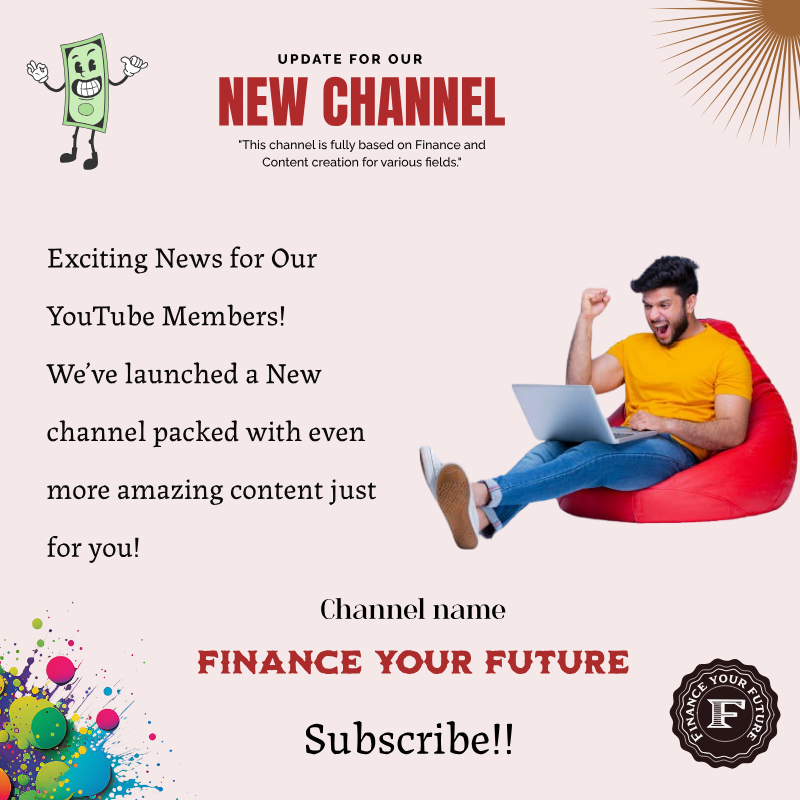 UPDATE FOR OUR
NEW CHANNEL
"This channel is fully based on Finance and
Content creation for various fields."
Exciting News for Our
YouTube Members!
We've launched a New
channel packed with even
more amazing content just
for you!
Channel name
FINANCE YOUR FUTURE
Subscribe!!
FINANCE YOUR FUTURE
F